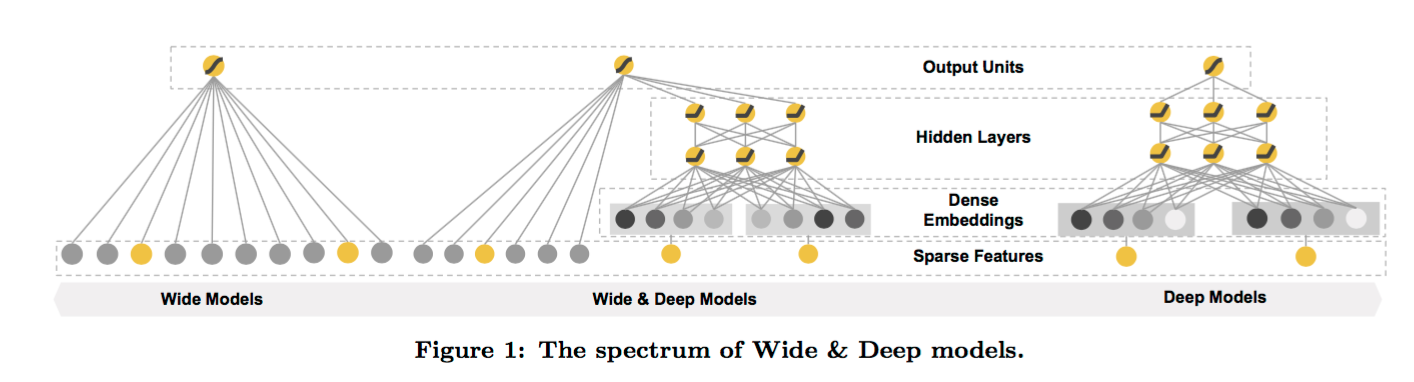 Output Units
Hidden Layers
Dense
Embeddings
Sparse Features
Wide Models
Wide & Deep Models
Deep Models
Figure 1: The spectrum of Wide & Deep models.